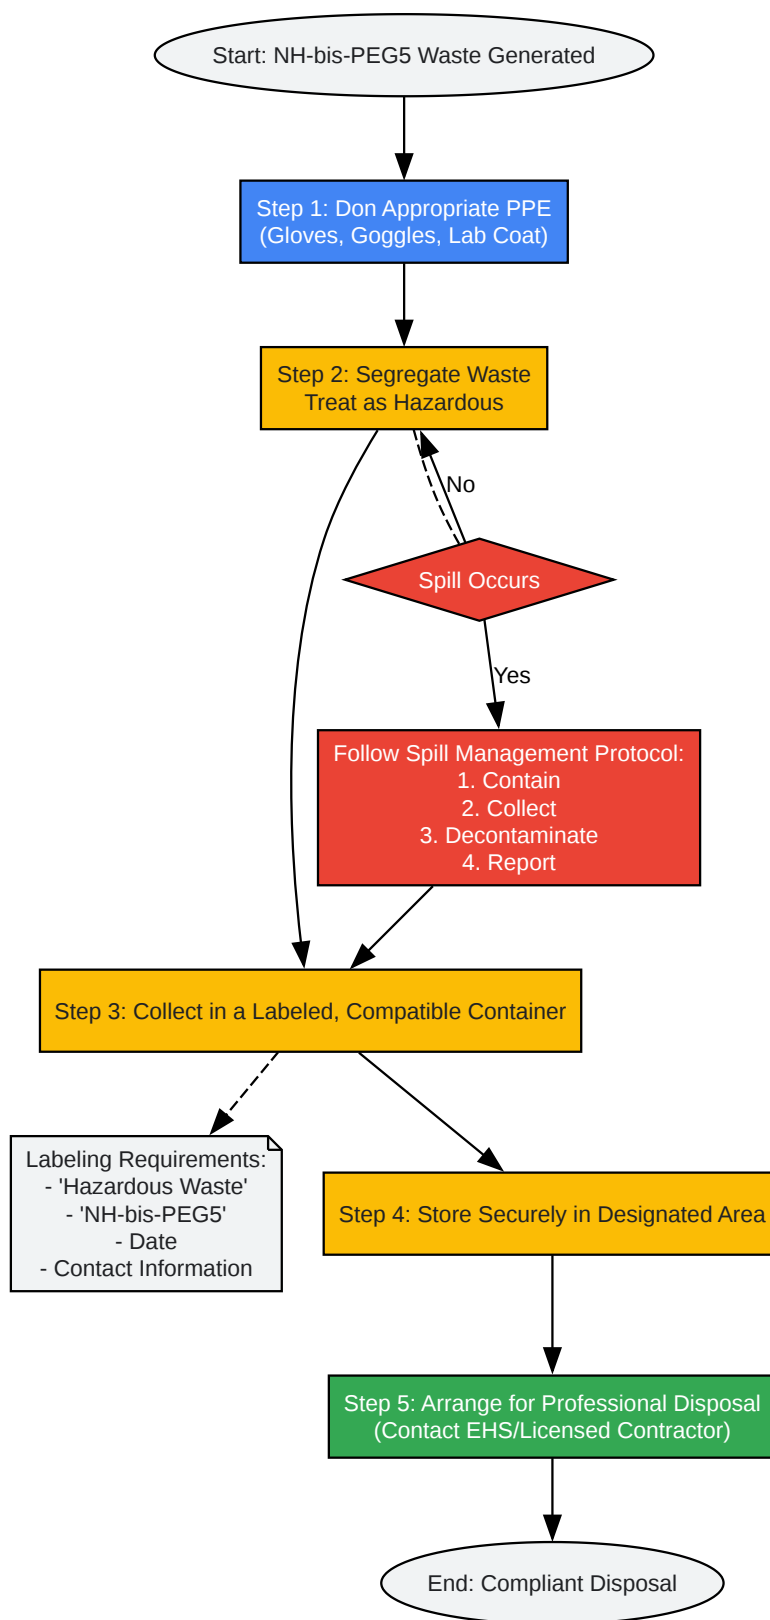 Start: NH-bis-PEG5 Waste Generated
Step 1: Don Appropriate PPE
(Gloves, Goggles, Lab Coat)
Step 2: Segregate Waste
Treat as Hazardous
No
Spill Occurs
Yes
Follow Spill Management Protocol:
1. Contain
2. Collect
3. Decontaminate
4. Report
Step 3: Collect in a Labeled, Compatible Container
Labeling Requirements:
- 'Hazardous Waste'
- 'NH-bis-PEG5'
- Date
- Contact Information
Step 4: Store Securely in Designated Area
Step 5: Arrange for Professional Disposal
(Contact EHS/Licensed Contractor)
End: Compliant Disposal